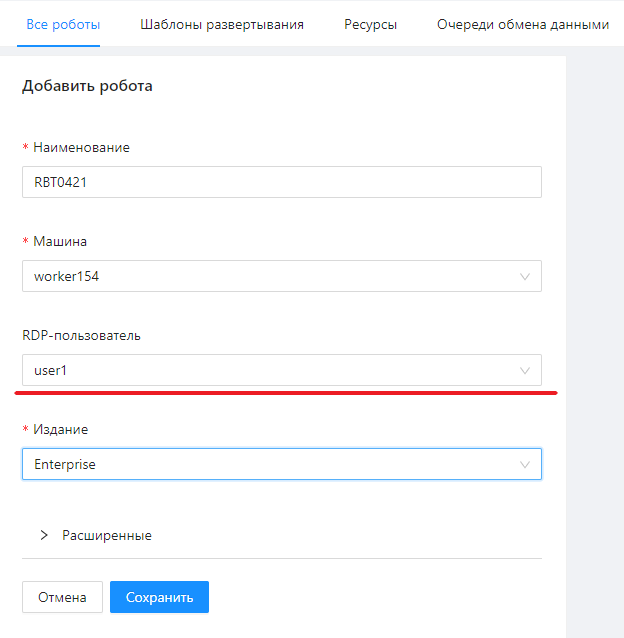 Все роботы Шаблоны развертывания Ресурсы Очереди обмена данными
Добавить робота
* Наименование
RBT0421
* Машина
worker154
RDP-пользователь
user1
* Издание
Enterprise
Расширенные
Отмена Сохранить